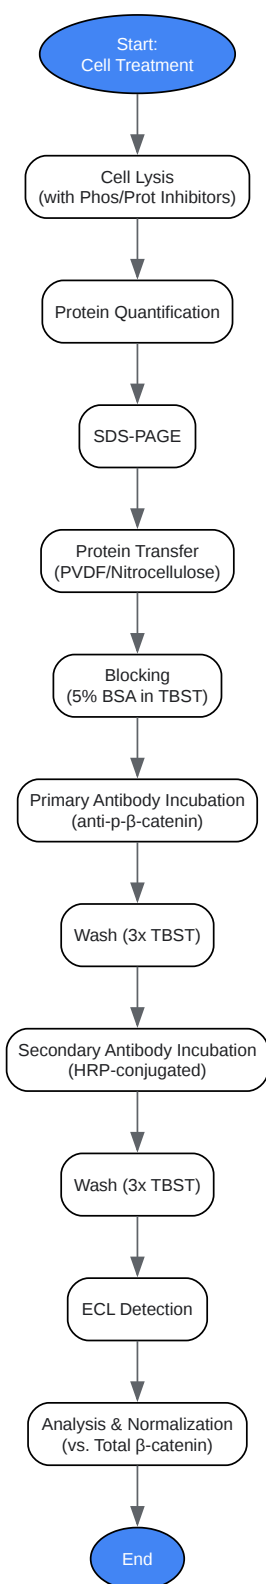 Start:
Cell Treatment
Cell Lysis
(with Phos/Prot Inhibitors)
Protein Quantification
SDS-PAGE
Protein Transfer
(PVDF/Nitrocellulose)
Blocking
(5% BSA in TBST)
Primary Antibody Incubation
(anti-p-β-catenin)
Wash (3x TBST)
Secondary Antibody Incubation
(HRP-conjugated)
Wash (3x TBST)
ECL Detection
Analysis & Normalization
(vs. Total β-catenin)
End